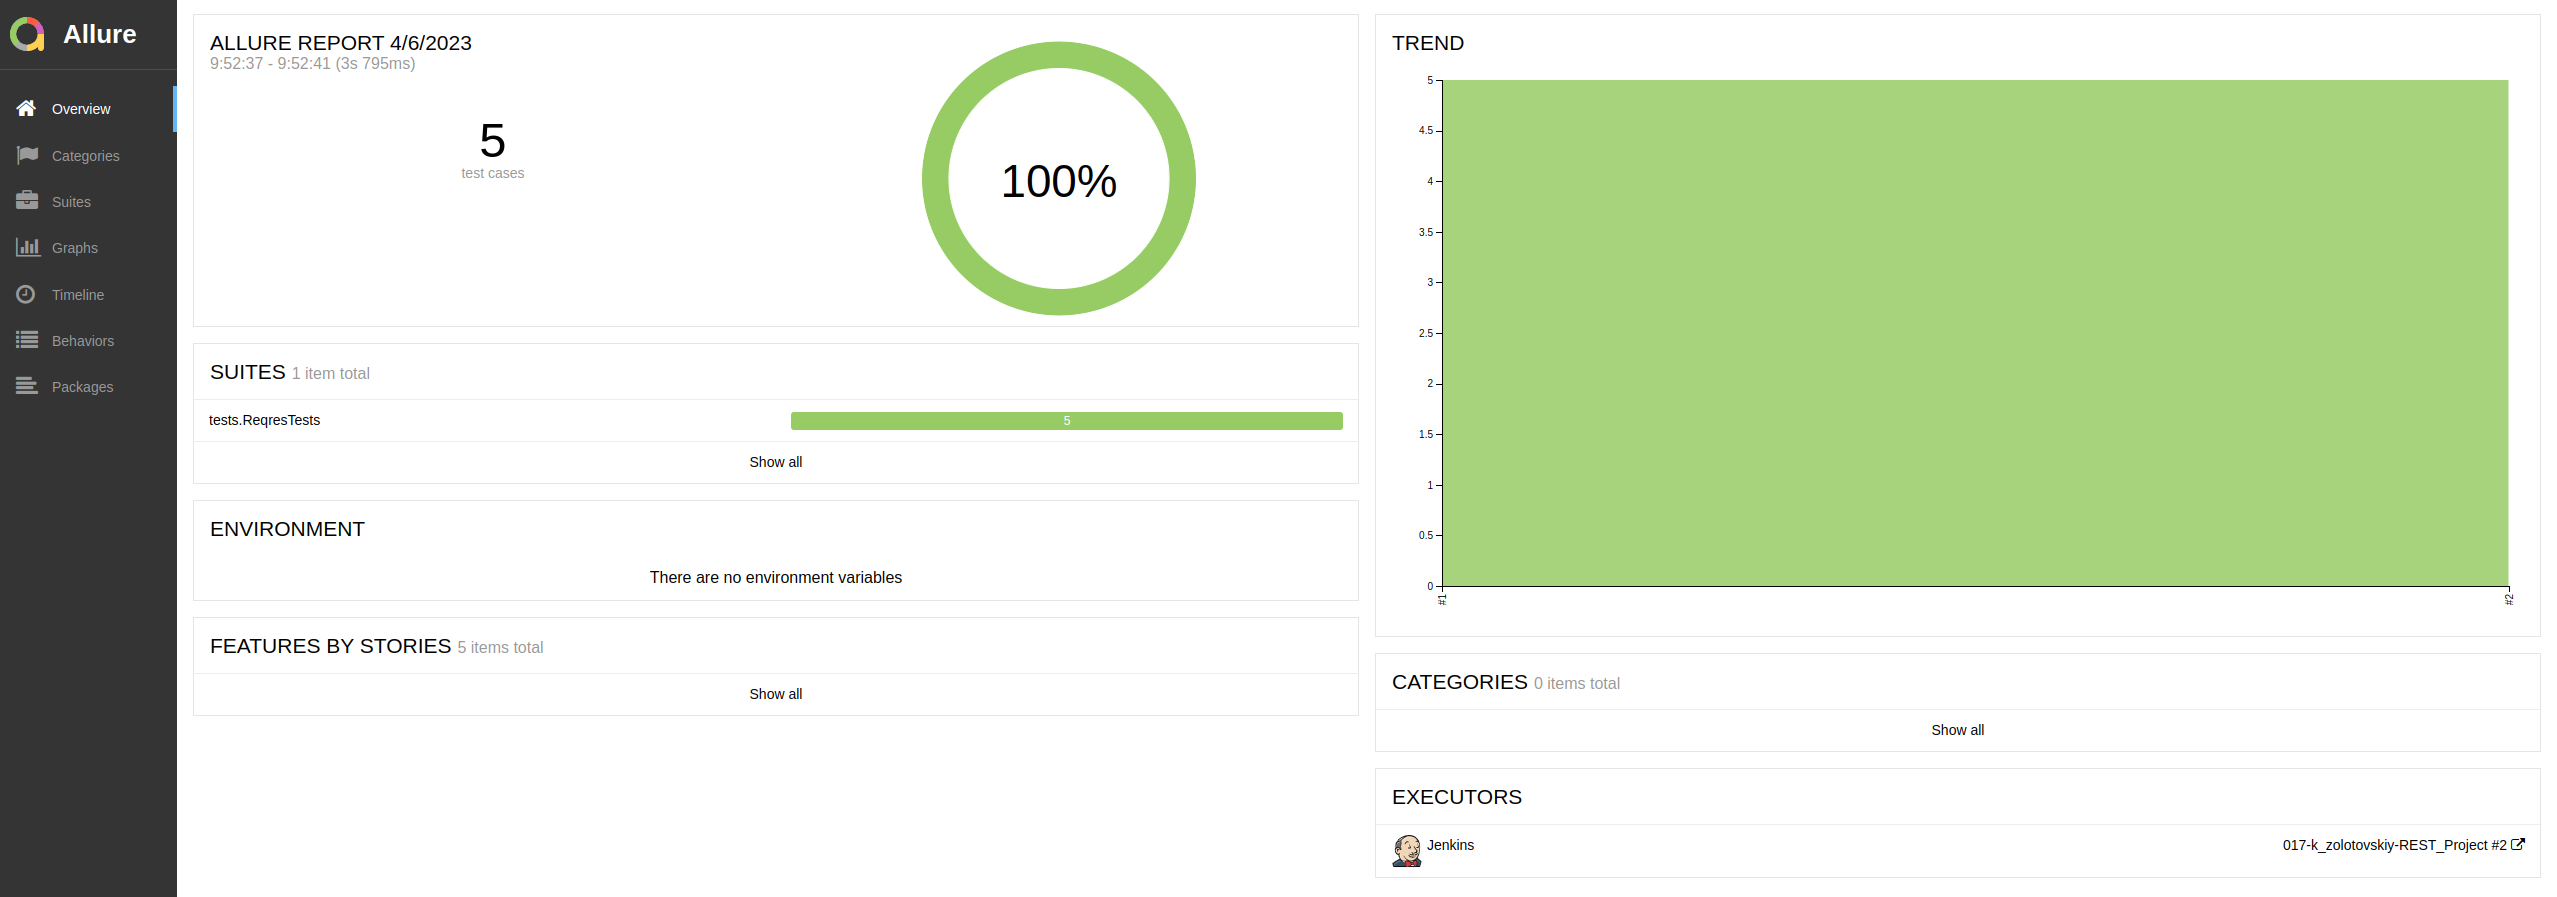 Allure
Overview
Categories
Suites
Graphs
Timeline
Behaviors
Packages
ALLURE REPORT 4/6/2023
9:52:37 - 9:52:41 (3s 795ms)
5
test cases
100%
SUITES 1 item total
tests.ReqresTests 5
Show all
ENVIRONMENT
There are no environment variables
FEATURES BY STORIES 5 items total
Show all
TREND
5
4.5
4
3.5
3
2.5
2
1.5
1
0.5
0
#1 #2
CATEGORIES 0 items total
Show all
EXECUTORS
Jenkins 017-k_zolotovskiy-REST_Project #2